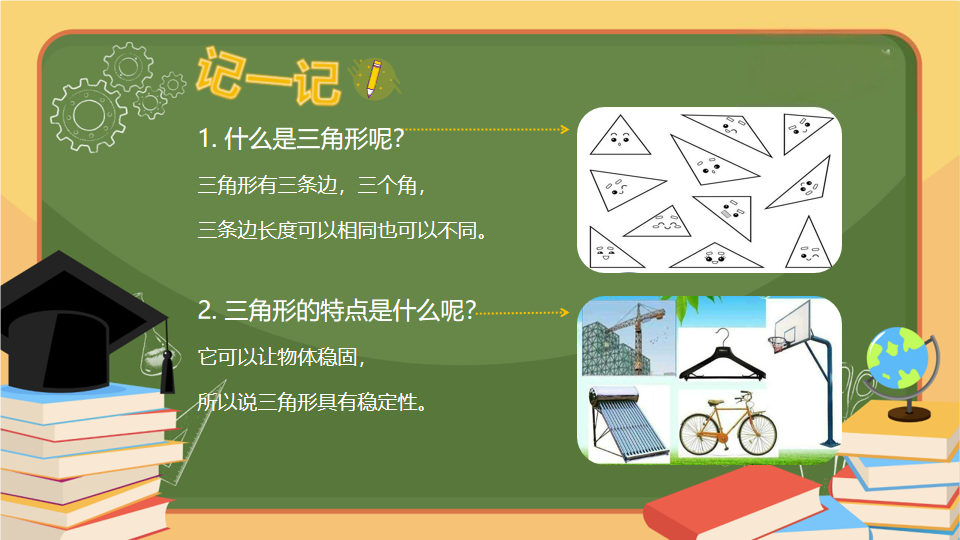 记一记
1. 什么是三角形呢?
三角形有三条边，三个角，
三条边长度可以相同也可以不同。
2. 三角形的特点是什么呢?
它可以让物体稳固，
所以说三角形具有稳定性。